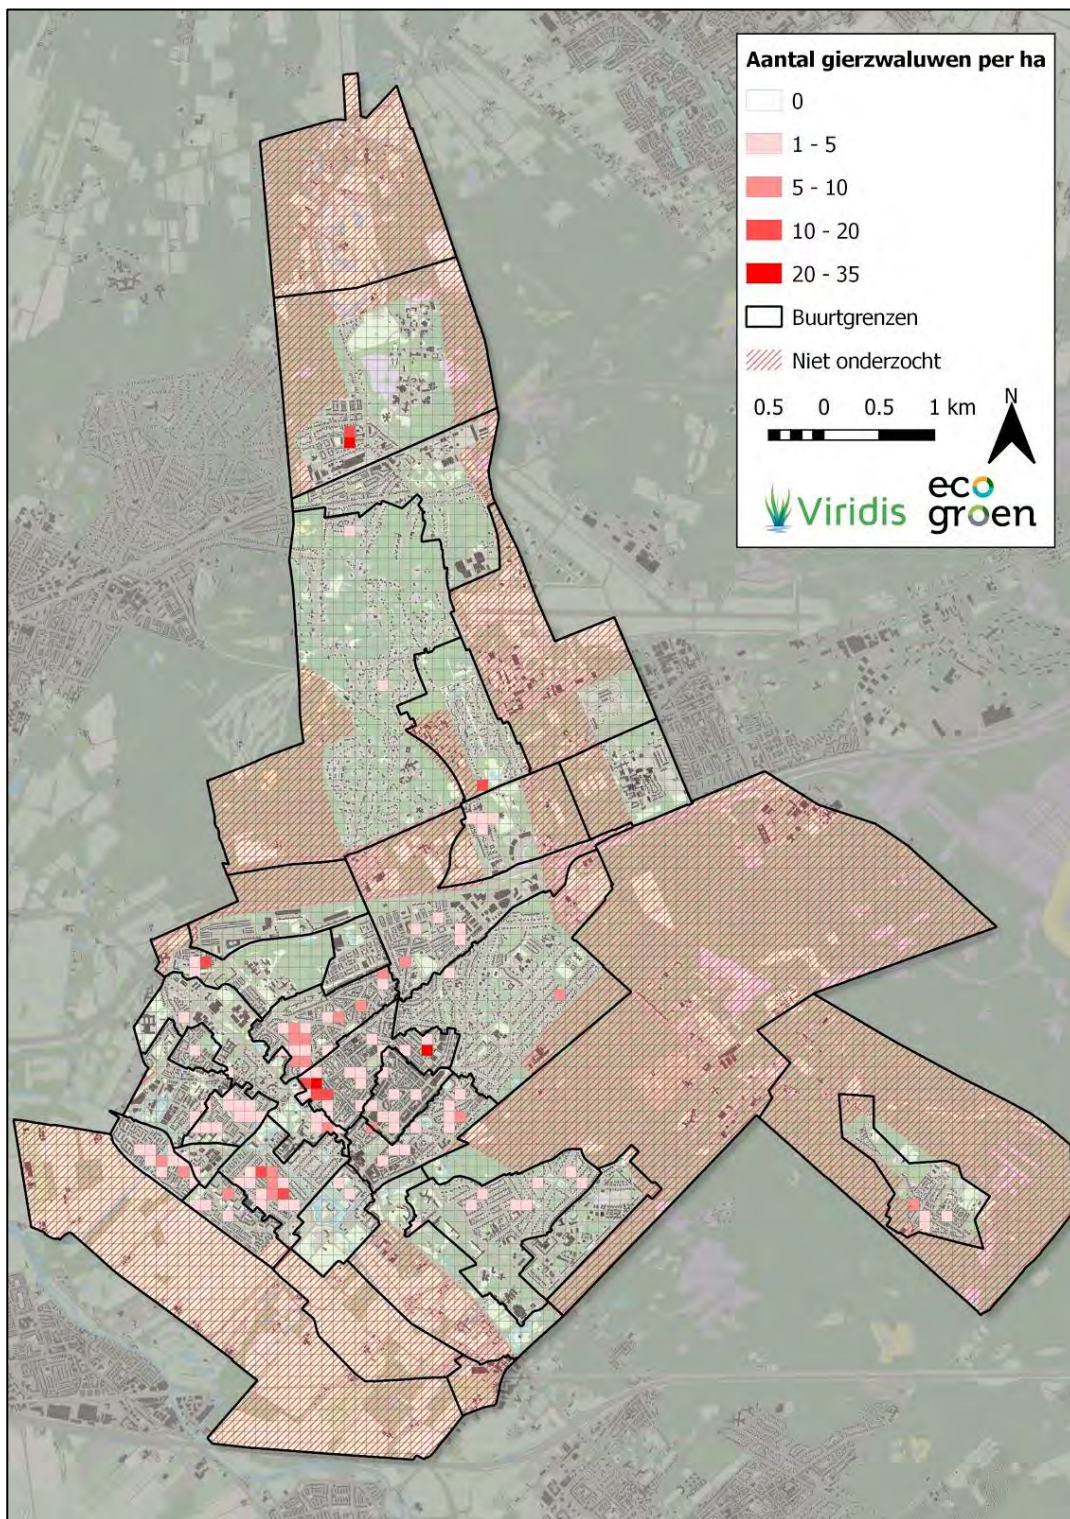 Aantal gierzwaluwen per ha
0
1 - 5
5 - 10
10 - 20
20 - 35
Buurtgrenzen
Niet onderzocht
0.5 0 0.5 1 km
N
Viridis
eco
groen